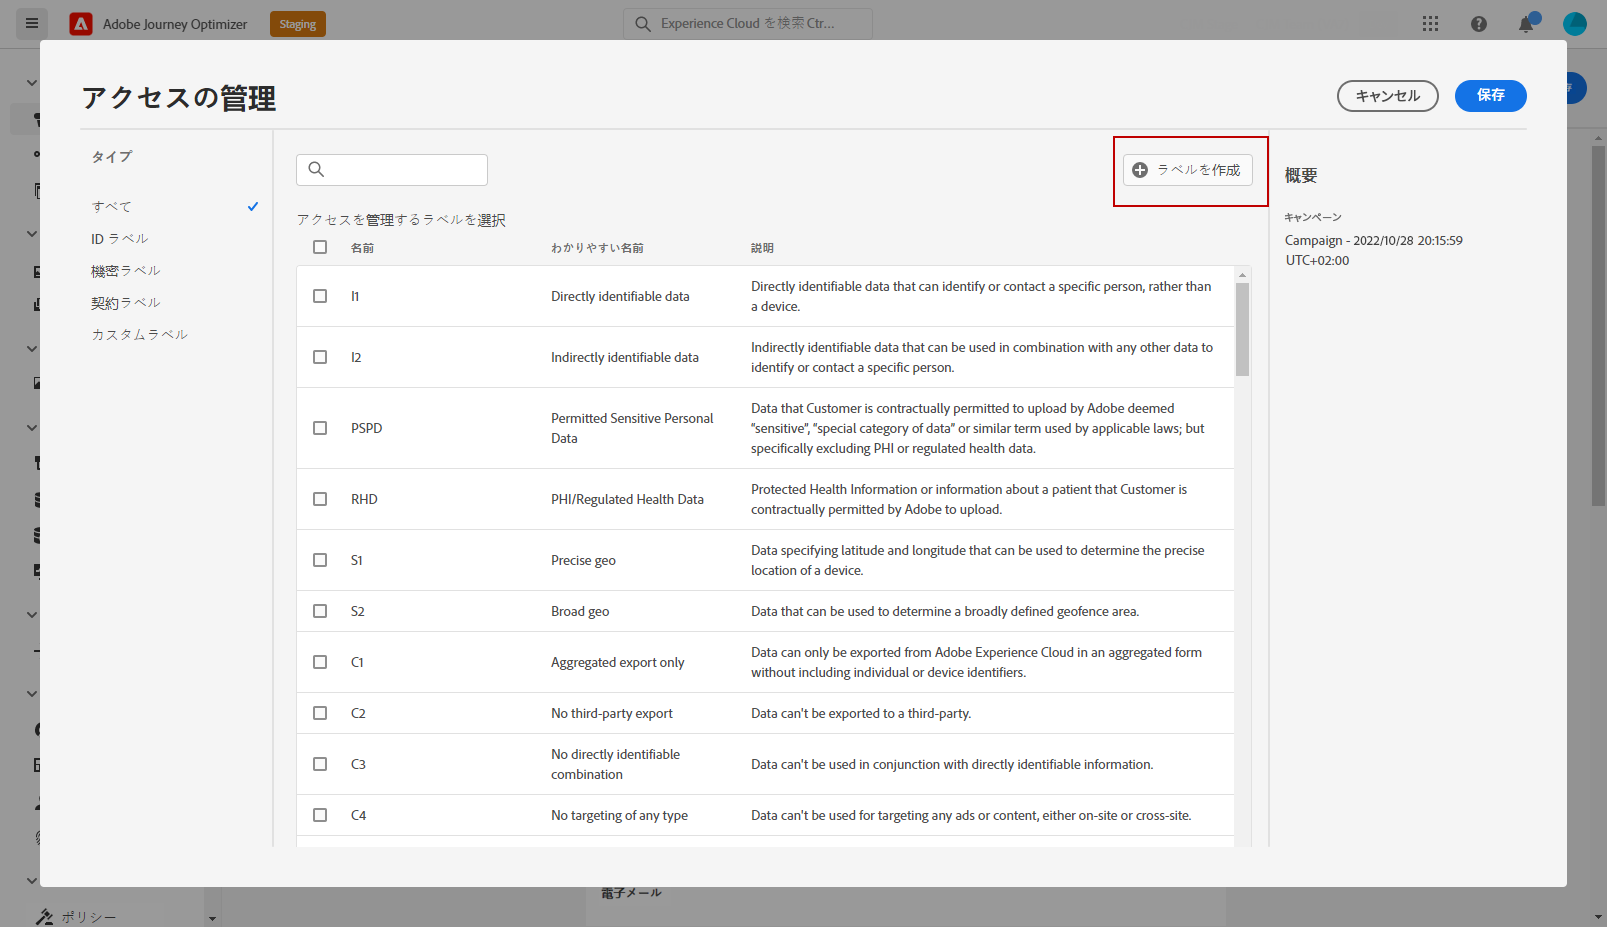 Adobe Journey Optimizer
Staging
Experience Cloud を検索 Ctr...
アクセスの管理
キャンセル
保存
タイプ
すべて
ID ラベル
機密ラベル
契約ラベル
カスタムラベル
ラベルを作成
アクセスを管理するラベルを選択
名前 わかりやすい名前 説明
I1 Directly identifiable data Directly identifiable data that can identify or contact a specific person, rather than
a device.
I2 Indirectly identifiable data Indirectly identifiable data that can be used in combination with any other data to
identify or contact a specific person.
PSPD Permitted Sensitive Personal
Data
Data that Customer is contractually permitted to upload by Adobe deemed
“sensitive”, “special category of data” or similar term used by applicable laws; but
specifically excluding PHI or regulated health data.
RHD PHI/Regulated Health Data Protected Health Information or information about a patient that Customer is
contractually permitted by Adobe to upload.
S1 Precise geo Data specifying latitude and longitude that can be used to determine the precise
location of a device.
S2 Broad geo Data that can be used to determine a broadly defined geofence area.
C1 Aggregated export only Data can only be exported from Adobe Experience Cloud in an aggregated form
without including individual or device identifiers.
C2 No third-party export Data can't be exported to a third-party.
C3 No directly identifiable
combination
Data can't be used in conjunction with directly identifiable information.
C4 No targeting of any type Data can't be used for targeting any ads or content, either on-site or cross-site.
概要
キャンペーン
Campaign - 2022/10/28 20:15:59
UTC+02:00
電子メール
ポリシー